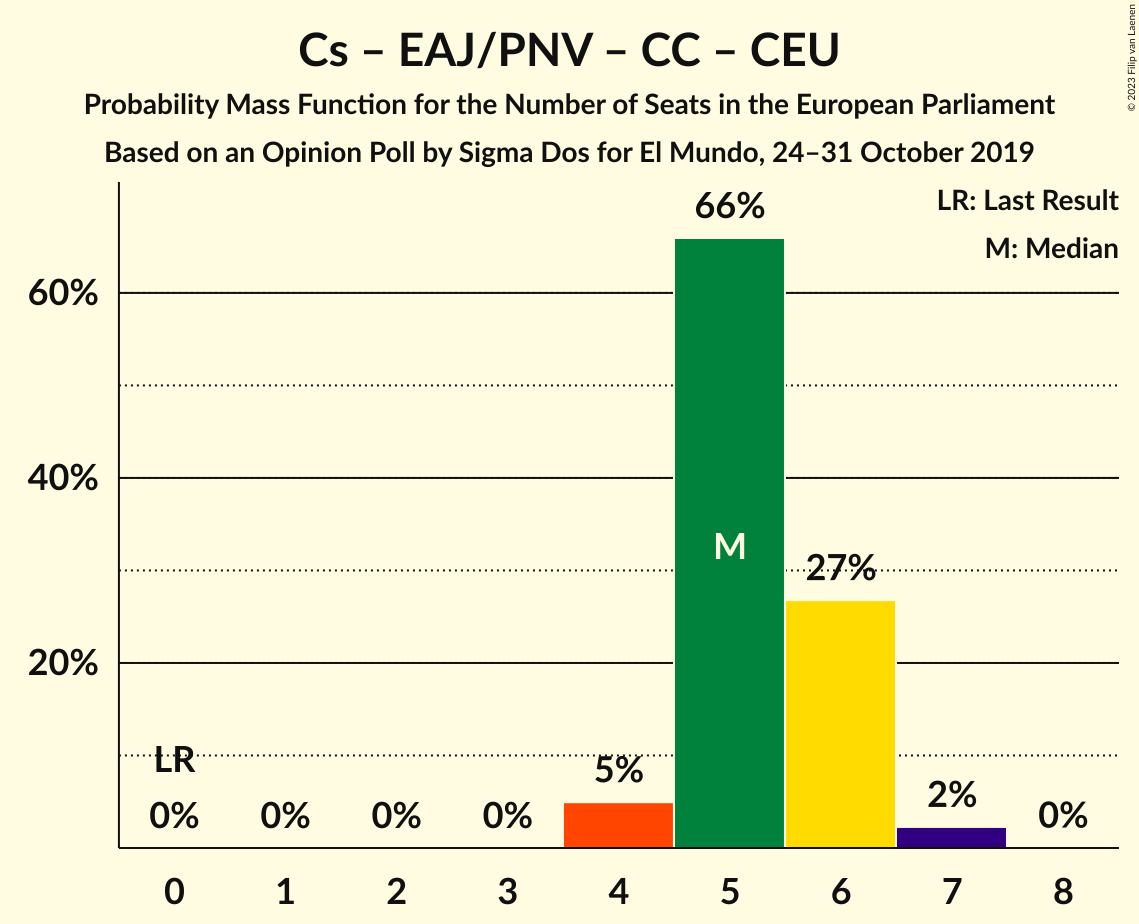 Cs – EAJ/PNV – CC – CEU
Probability Mass Function for the Number of Seats in the European Parliament
Based on an Opinion Poll by Sigma Dos for El Mundo, 24–31 October 2019
© 2023 Filip van Laenen
LR: Last Result
M: Median
66%
60%
40%
M
27%
20%
LR
5%
2%
0%
0%
0%
0%
0%
0 1 2 3 4 5 6 7 8